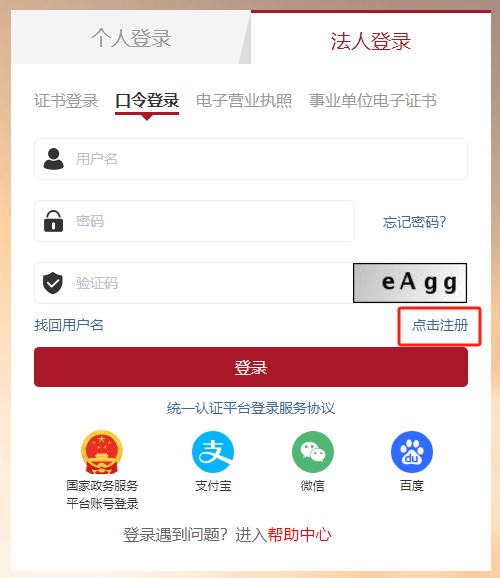 个人登录
法人登录
证书登录 口令登录 电子营业执照 事业单位电子证书
用户名
密码
忘记密码?
验证码
eAgg
找回用户名
点击注册
登录
统一认证平台登录服务协议
国家政务服务
平台账号登录
支付宝
微信
du
百度
登录遇到问题? 进入帮助中心